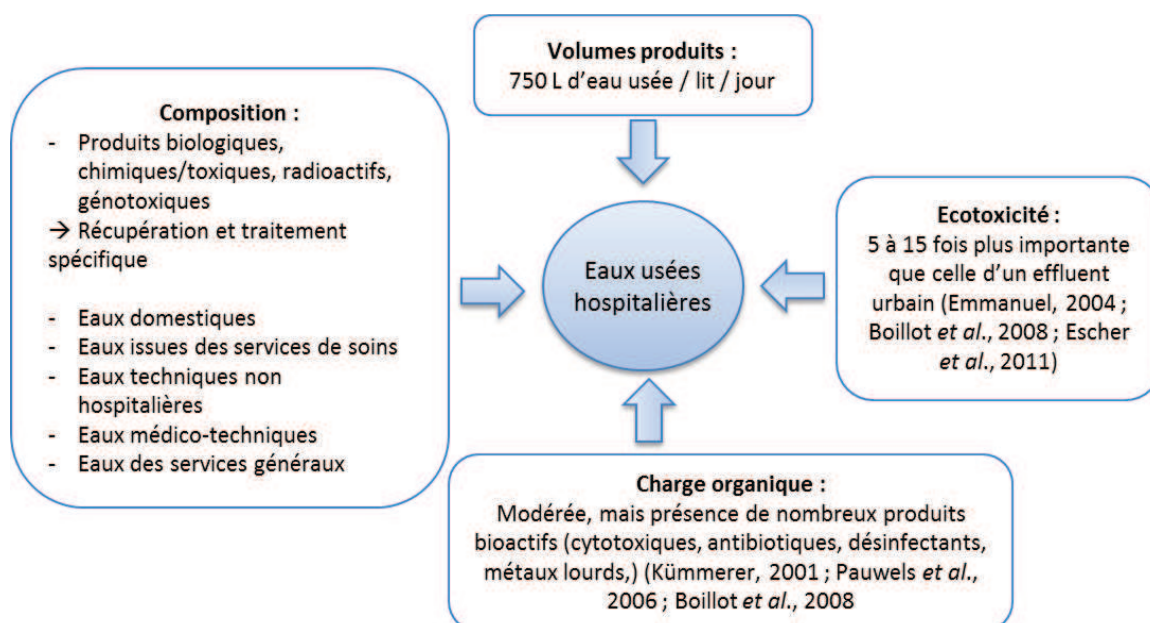 Volumes produits :
750 L d'eau usée / lit / jour
Composition :
- Produits biologiques,
chimiques/toxiques, radioactifs,
génotoxiques
→ Récupération et traitement
spécifique
- Eaux domestiques
- Eaux issues des services de soins
- Eaux techniques non
hospitalières
- Eaux médico-techniques
- Eaux des services généraux
Eaux usées
hospitalières
Ecotoxicité :
5 à 15 fois plus importante
que celle d'un effluent
urbain (Emmanuel, 2004 ;
Boillot et al., 2008 ; Escher
et al., 2011)
Charge organique :
Modérée, mais présence de nombreux produits
bioactifs (cytotoxiques, antibiotiques, désinfectants,
métaux lourds,) (Kümmerer, 2001 ; Pauwels et al.,
2006 ; Boillot et al., 2008